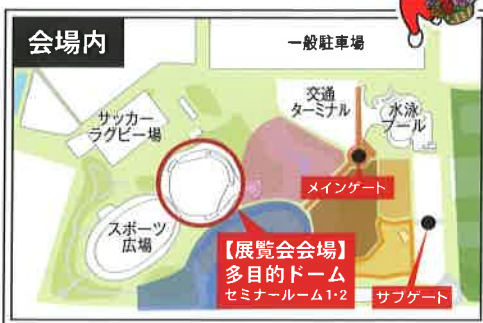 会場内
一般駐車場
交通
ターミナル
水泳
プール
サッカー
ラグビー場
メインゲート
スポーツ
広場
【展覧会会場】
多目的ドーム
セミナールーム1・2
サブゲート